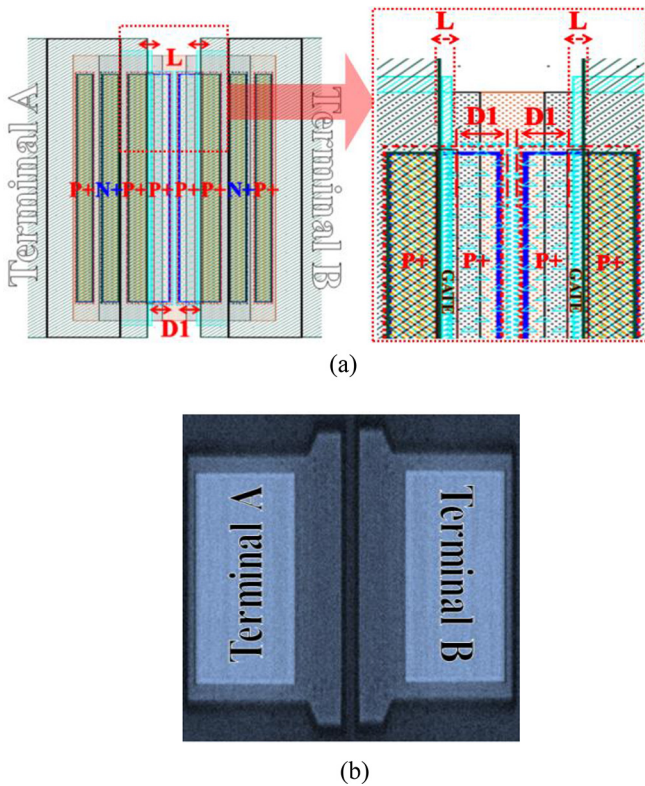 L
Terminal A
P+ N+ P+ P+ P+ P+ N+ P+
Terminal B
D1
L L
D1 D1
P+ GATE P+ P+ GATE P+
(a)
Terminal A
Terminal B
(b)